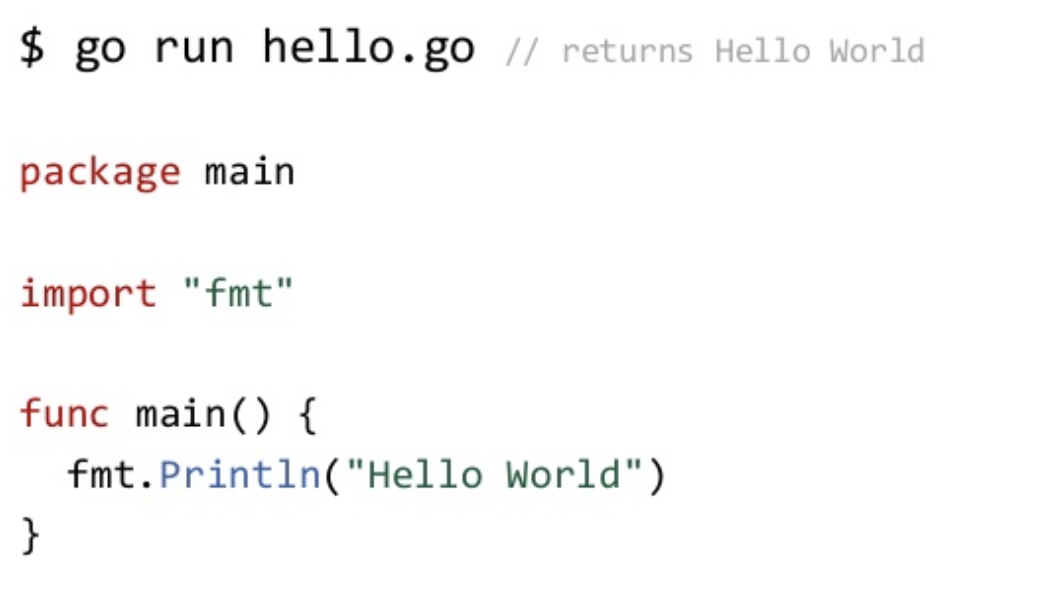 $ go run hello.go // returns Hello World
package main
import "fmt"
func main() {
  fmt.Println("Hello World")
}